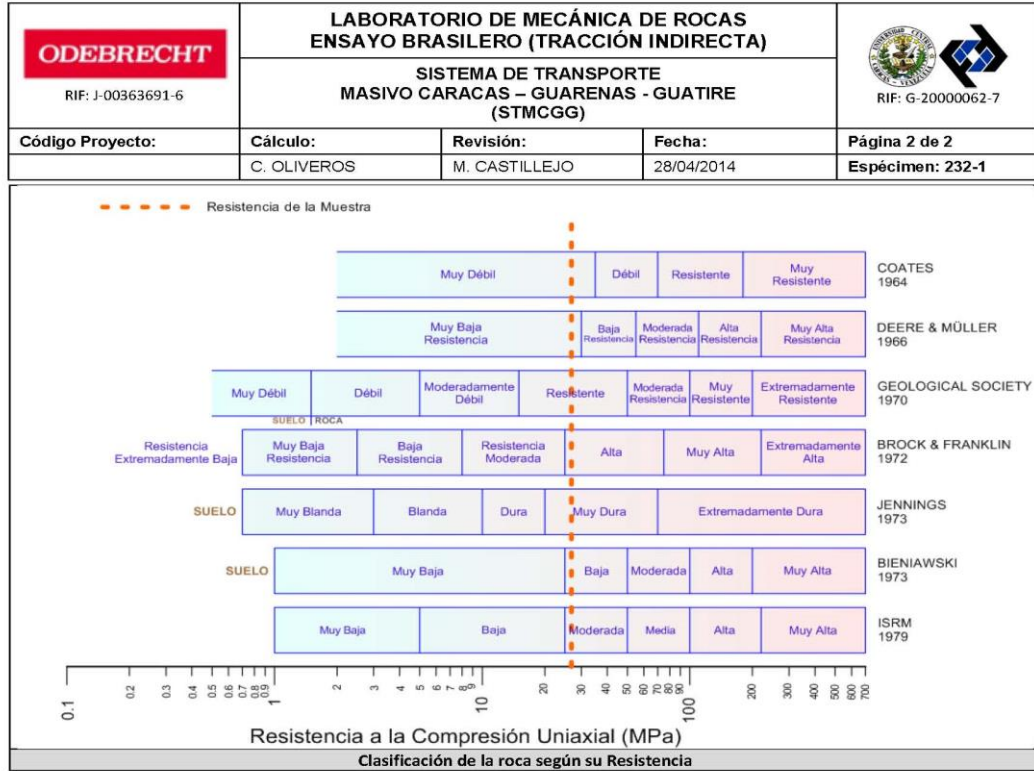 ODEBRECHT
RIF: J-00363691-6
LABORATORIO DE MECÁNICA DE ROCAS
ENSAYO BRASILERO (TRACCIÓN INDIRECTA)
SISTEMA DE TRANSPORTE
MASIVO CARACAS – GUARENAS - GUATIRE
(STMCGG)
RIF: G-20000062-7
Código Proyecto:
Cálculo:
Revisión:
Fecha:
Página 2 de 2
C. OLIVEROS
M. CASTILLEJO
28/04/2014
Espécimen: 232-1
Resistencia de la Muestra
Muy Débil
Débil
Resistente
Muy
Resistente
COATES
1964
Muy Baja
Resistencia
Baja
Resistencia
Moderada
Resistencia
Alta
Resistencia
Muy Alta
Resistencia
DEERE & MÜLLER
1966
Muy Débil
Débil
Moderadamente
Débil
Resistente
Moderada
Resistencia
Muy
Resistente
Extremadamente
Resistente
GEOLOGICAL SOCIETY
1970
SUELO
ROCA
Resistencia
Extremadamente Baja
Muy Baja
Resistencia
Baja
Resistencia
Resistencia
Moderada
Alta
Muy Alta
Extremadamente
Alta
BROCK & FRANKLIN
1972
SUELO
Muy Blanda
Blanda
Dura
Muy Dura
Extremadamente Dura
JENNINGS
1973
SUELO
Muy Baja
Baja
Moderada
Alta
Muy Alta
BIENIAWSKI
1973
Muy Baja
Baja
Moderada
Media
Alta
Muy Alta
ISRM
1979
0.1 0.2 0.3 0.4 0.5 0.6 0.7 0.8 0.9 1 2 3 4 5 6 7 8 9 10 20 30 40 50 60 70 80 90 100 200 300 400 500 600 700
Resistencia a la Compresión Uniaxial (MPa)
Clasificación de la roca según su Resistencia